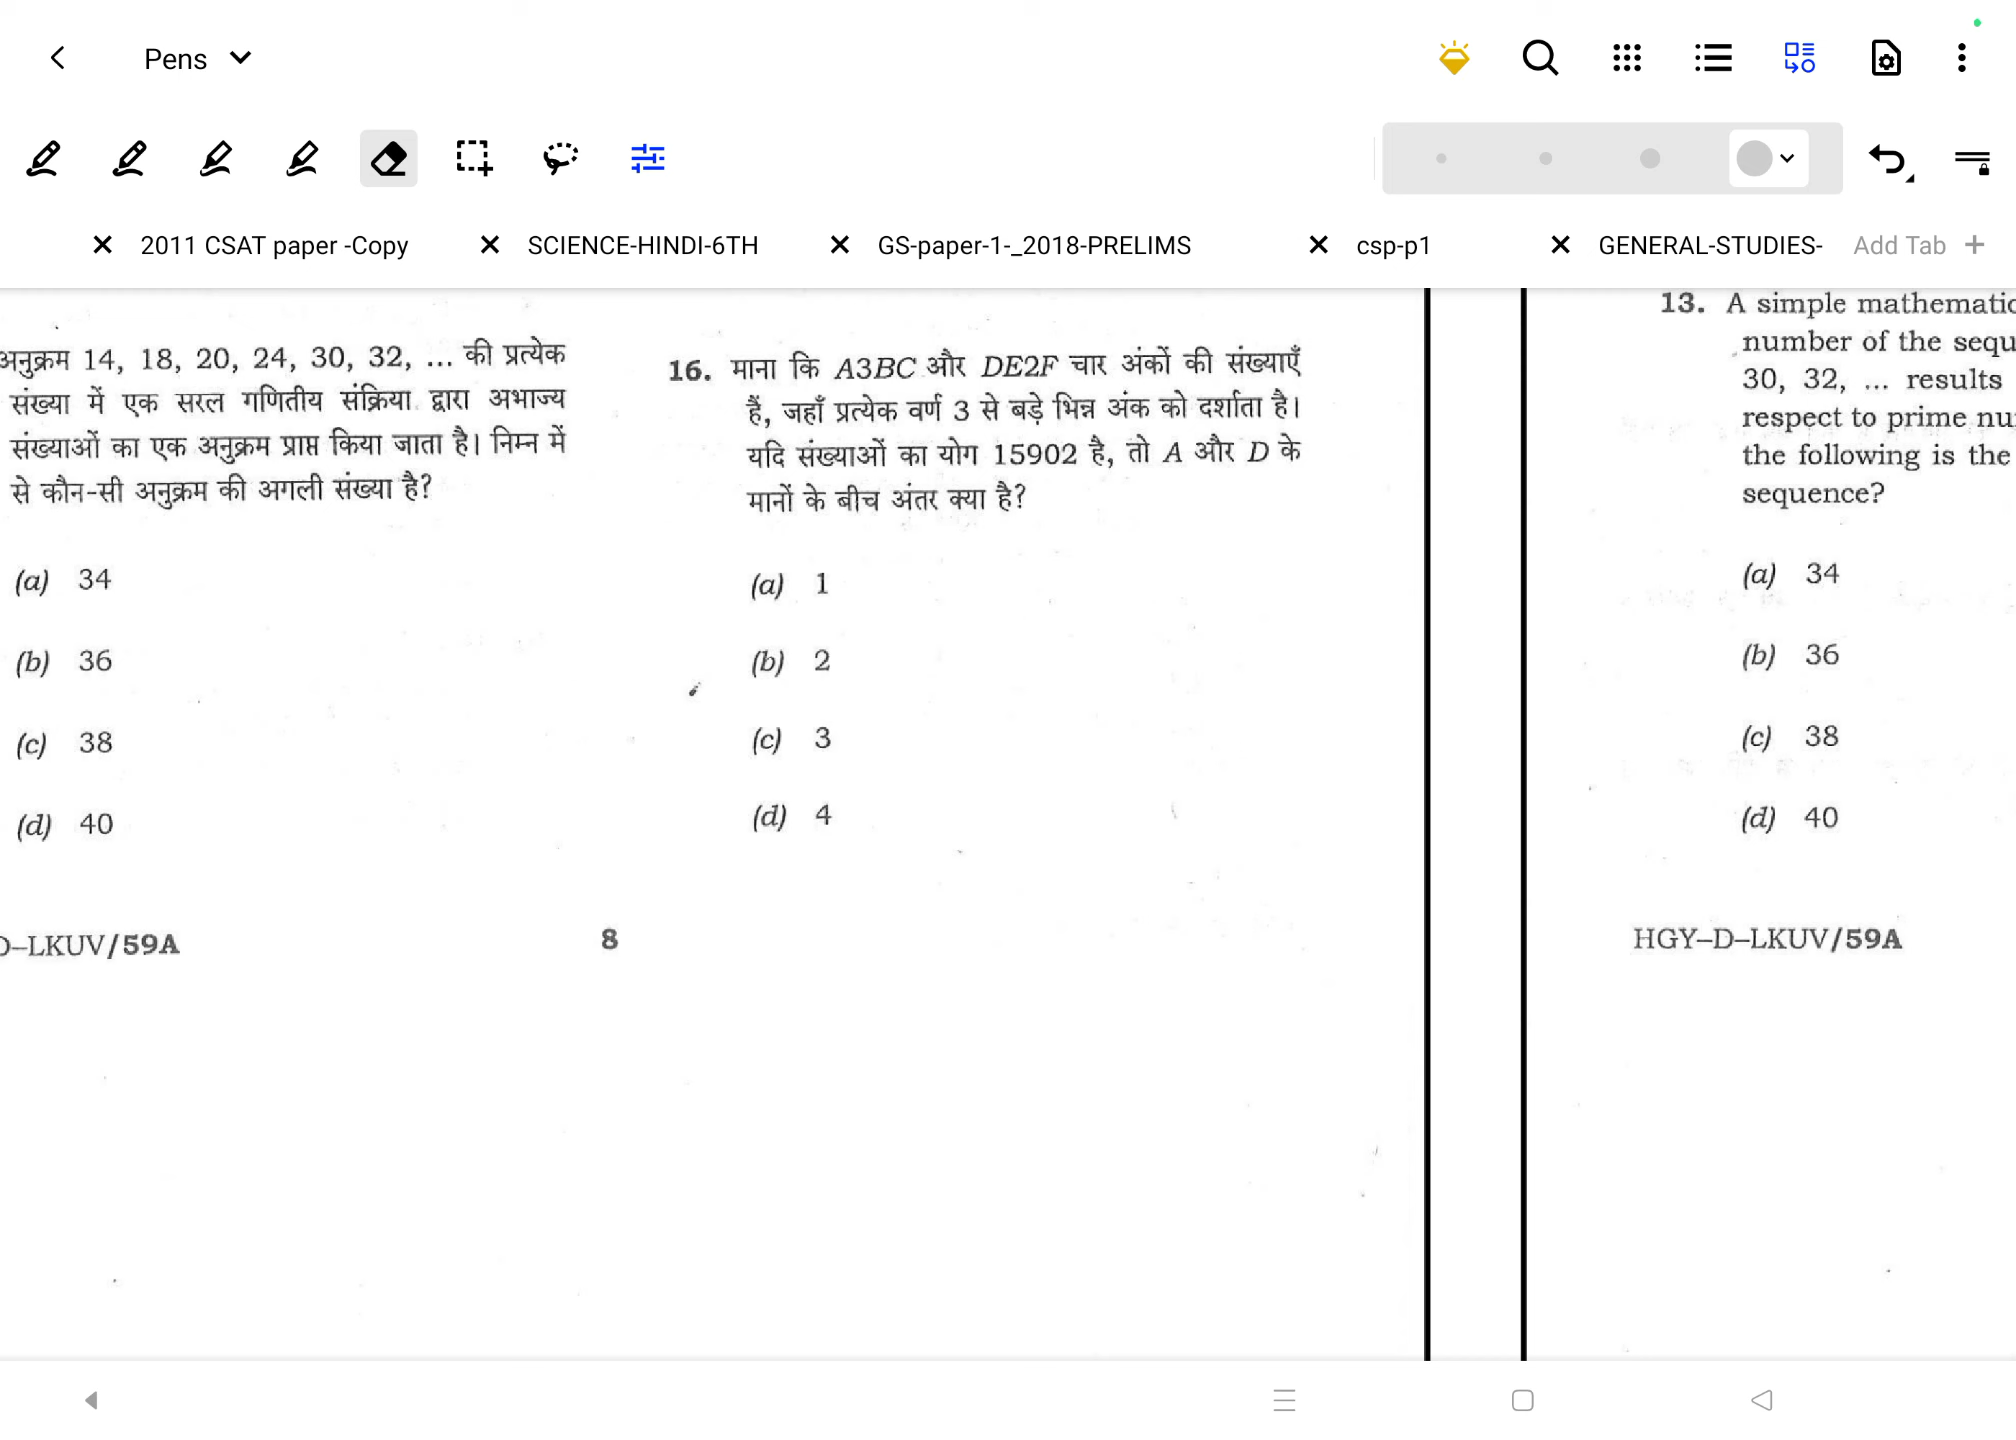 Pens
2011 CSAT paper -Copy
SCIENCE-HINDI-6TH
GS-paper-1-_2018-PRELIMS
csp-p1
GENERAL-STUDIES-
Add Tab +
अनुक्रम 14, 18, 20, 24, 30, 32, ... की प्रत्येक
संख्या में एक सरल गणितीय संक्रिया द्वारा अभाज्य
संख्याओं का एक अनुक्रम प्राप्त किया जाता है। निम्न में
से कौन-सी अनुक्रम की अगली संख्या है?
(a) 34
(b) 36
(c) 38
(d) 40
D–LKUV/59A
8
16. माना कि A3BC और DE2F चार अंकों की संख्याएँ
हैं, जहाँ प्रत्येक वर्ण 3 से बड़े भिन्न अंक को दर्शाता है।
यदि संख्याओं का योग 15902 है, तो A और D के
मानों के बीच अंतर क्या है?
(a) 1
(b) 2
(c) 3
(d) 4
13. A simple mathematic
number of the sequ
30, 32, ... results
respect to prime nu
the following is the
sequence?
(a) 34
(b) 36
(c) 38
(d) 40
HGY–D–LKUV/59A